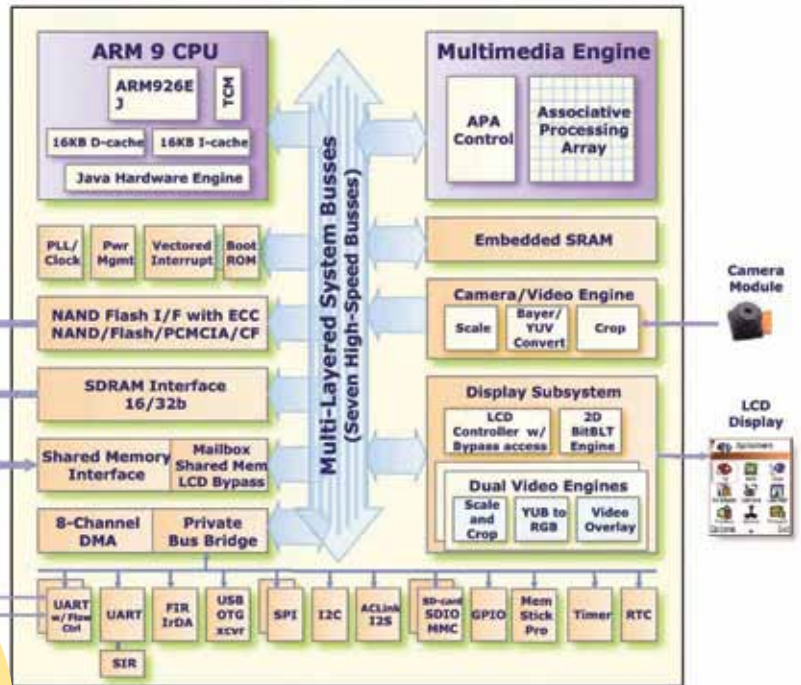 ARM 9 CPU
ARM926E
J
TCM
16KB D-cache
16KB I-cache
Java Hardware Engine
Multimedia Engine
APA
Control
Associative
Processing
Array
Multi-Layered System Busses
(Seven High-Speed Busses)
PLL/
Clock
Pwr
Mgmt
Vectored
Interrupt
Boot
ROM
Embedded SRAM
NAND Flash I/F with ECC
NAND/Flash/PCMCIA/CF
Camera/Video Engine
Scale
Bayer/
YUV
Convert
Crop
Camera
Module
SDRAM Interface
16/32b
Display Subsystem
LCD
Controller w/
Bypass access
2D
BitBLT
Engine
LCD
Display
Shared Memory
Interface
Mailbox
Shared Mem
LCD Bypass
Dual Video Engines
Scale
and
Crop
YUB to
RGB
Video
Overlay
8-Channel
DMA
Private
Bus Bridge
UART
w/ Flow
Ctrl
UART
SIR
FIR
IrDA
USB
OTG
xcvr
SPI
I2C
ACLink
I2S
SD-card
SDIO
MMC
GPIO
Mem
Stick
Pro
Timer
RTC